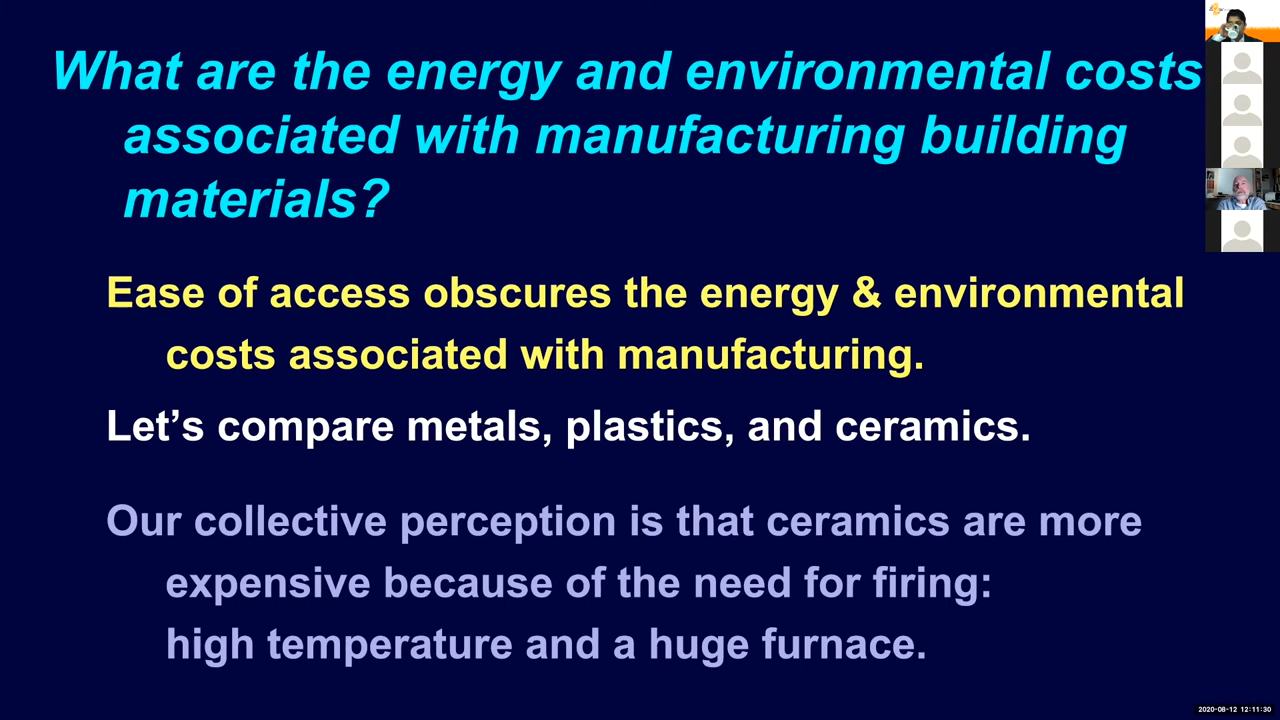 What are the energy and environmental costs
associated with manufacturing building
materials?
Ease of access obscures the energy & environmental
costs associated with manufacturing.
Let’s compare metals, plastics, and ceramics.
Our collective perception is that ceramics are more
expensive because of the need for firing:
high temperature and a huge furnace.
2020-08-12 12:11:30